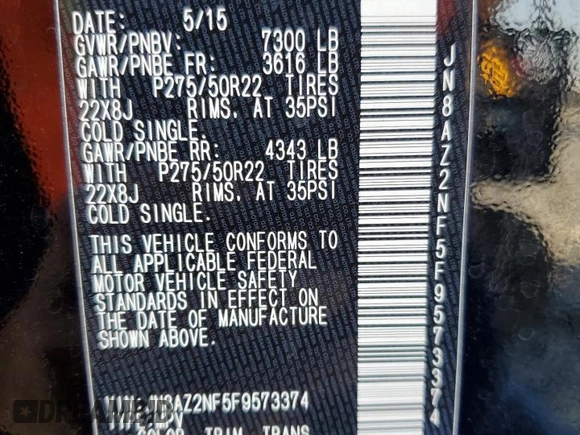 DATE: 5/15
GVWR/PNBV: 7300 LB
GAWR/PNBE FR: 3616 LB
WITH P275/50R22 TIRES
22X8J RIMS, AT 35PSI
COLD SINGLE.
GAWR/PNBE RR: 4343 LB
WITH P275/50R22 TIRES
22X8J RIMS, AT 35PSI
COLD SINGLE.
THIS VEHICLE CONFORMS TO
ALL APPLICABLE FEDERAL
MOTOR VEHICLE SAFETY
STANDARDS IN EFFECT ON
THE DATE OF MANUFACTURE
SHOWN ABOVE.
AZ2NF5F9573374
COLOR TRIM TRANS
JN8AZ2NF5F9573374